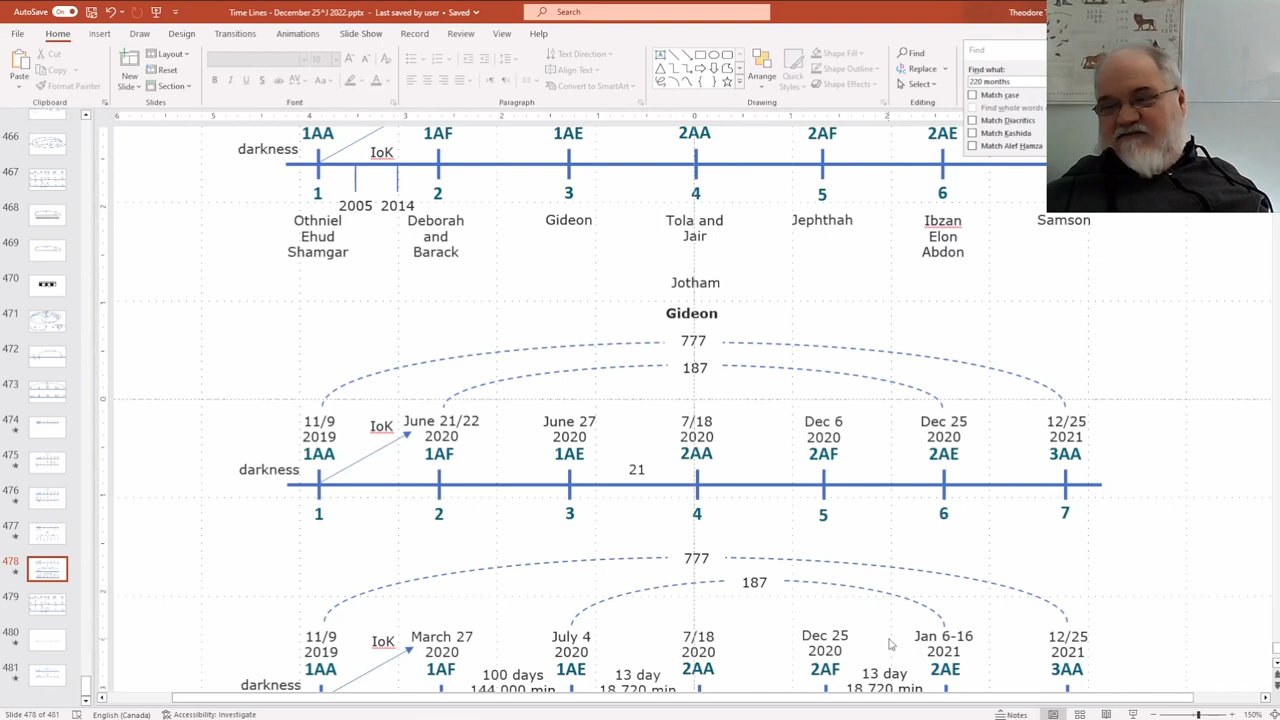 AutoSave On Time Lines - December 25^J 2022.pptx • Last saved by user • Saved Search Theodore T
File Home Insert Draw Design Transitions Animations Slide Show Record Review View Help
Paste
Cut
Copy
Format Painter
Clipboard
New Slide
Layout
Reset
Section
Slides
Font
Text Direction
Align Text
Convert to SmartArt
Paragraph
Arrange
Quick Styles
Shape Fill
Shape Outline
Shape Effects
Drawing
Find
Replace
Select
Editing
Find
Find what:
220 months
Match case
Find whole words o
Match Diacritics
Match Kashida
Match Alef Hamza
466
467
468
469
470
471
472
473
474
475
476
477
478
479
480
481
1AA 1AF 1AE 2AA 2AF 2AE
darkness IoK
1 2 3 4 5 6
2005 2014
Othniel Deborah Gideon Tola and Jephthah Ibzan Samson
Ehud and Jair Elon
Shamgar Barack Abdon
Jotham
Gideon
777
187
11/9 IoK June 21/22 June 27 7/18 Dec 6 Dec 25 12/25
2019 2020 2020 2020 2020 2020 2021
1AA 1AF 1AE 2AA 2AF 2AE 3AA
darkness 21
1 2 3 4 5 6 7
777
187
11/9 IoK March 27 July 4 7/18 Dec 25 Jan 6-16 12/25
2019 2020 2020 2020 2020 2021 2021
1AA 1AF 100 days 1AE 13 day 2AA 2AF 13 day 2AE 3AA
darkness 144,000 min 18,720 min 18,720 min
Slide 478 of 481 English (Canada) Accessibility: Investigate Notes 150%